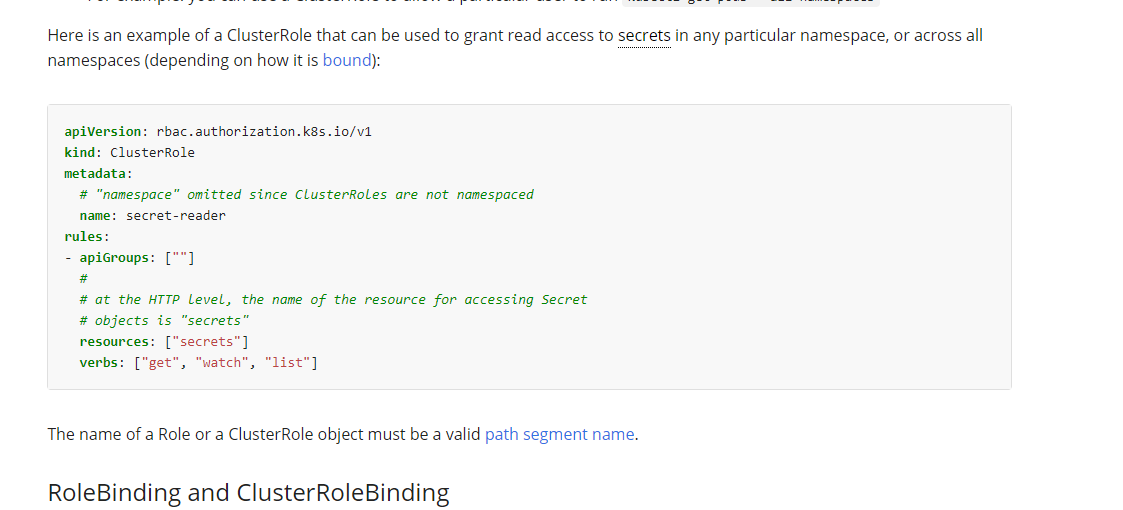 Here is an example of a ClusterRole that can be used to grant read access to secrets in any particular namespace, or across all
namespaces (depending on how it is bound):
apiVersion: rbac.authorization.k8s.io/v1
kind: ClusterRole
metadata:
  # "namespace" omitted since ClusterRoles are not namespaced
  name: secret-reader
rules:
- apiGroups: [""]
  #
  # at the HTTP level, the name of the resource for accessing Secret
  # objects is "secrets"
  resources: ["secrets"]
  verbs: ["get", "watch", "list"]
The name of a Role or a ClusterRole object must be a valid path segment name.
RoleBinding and ClusterRoleBinding